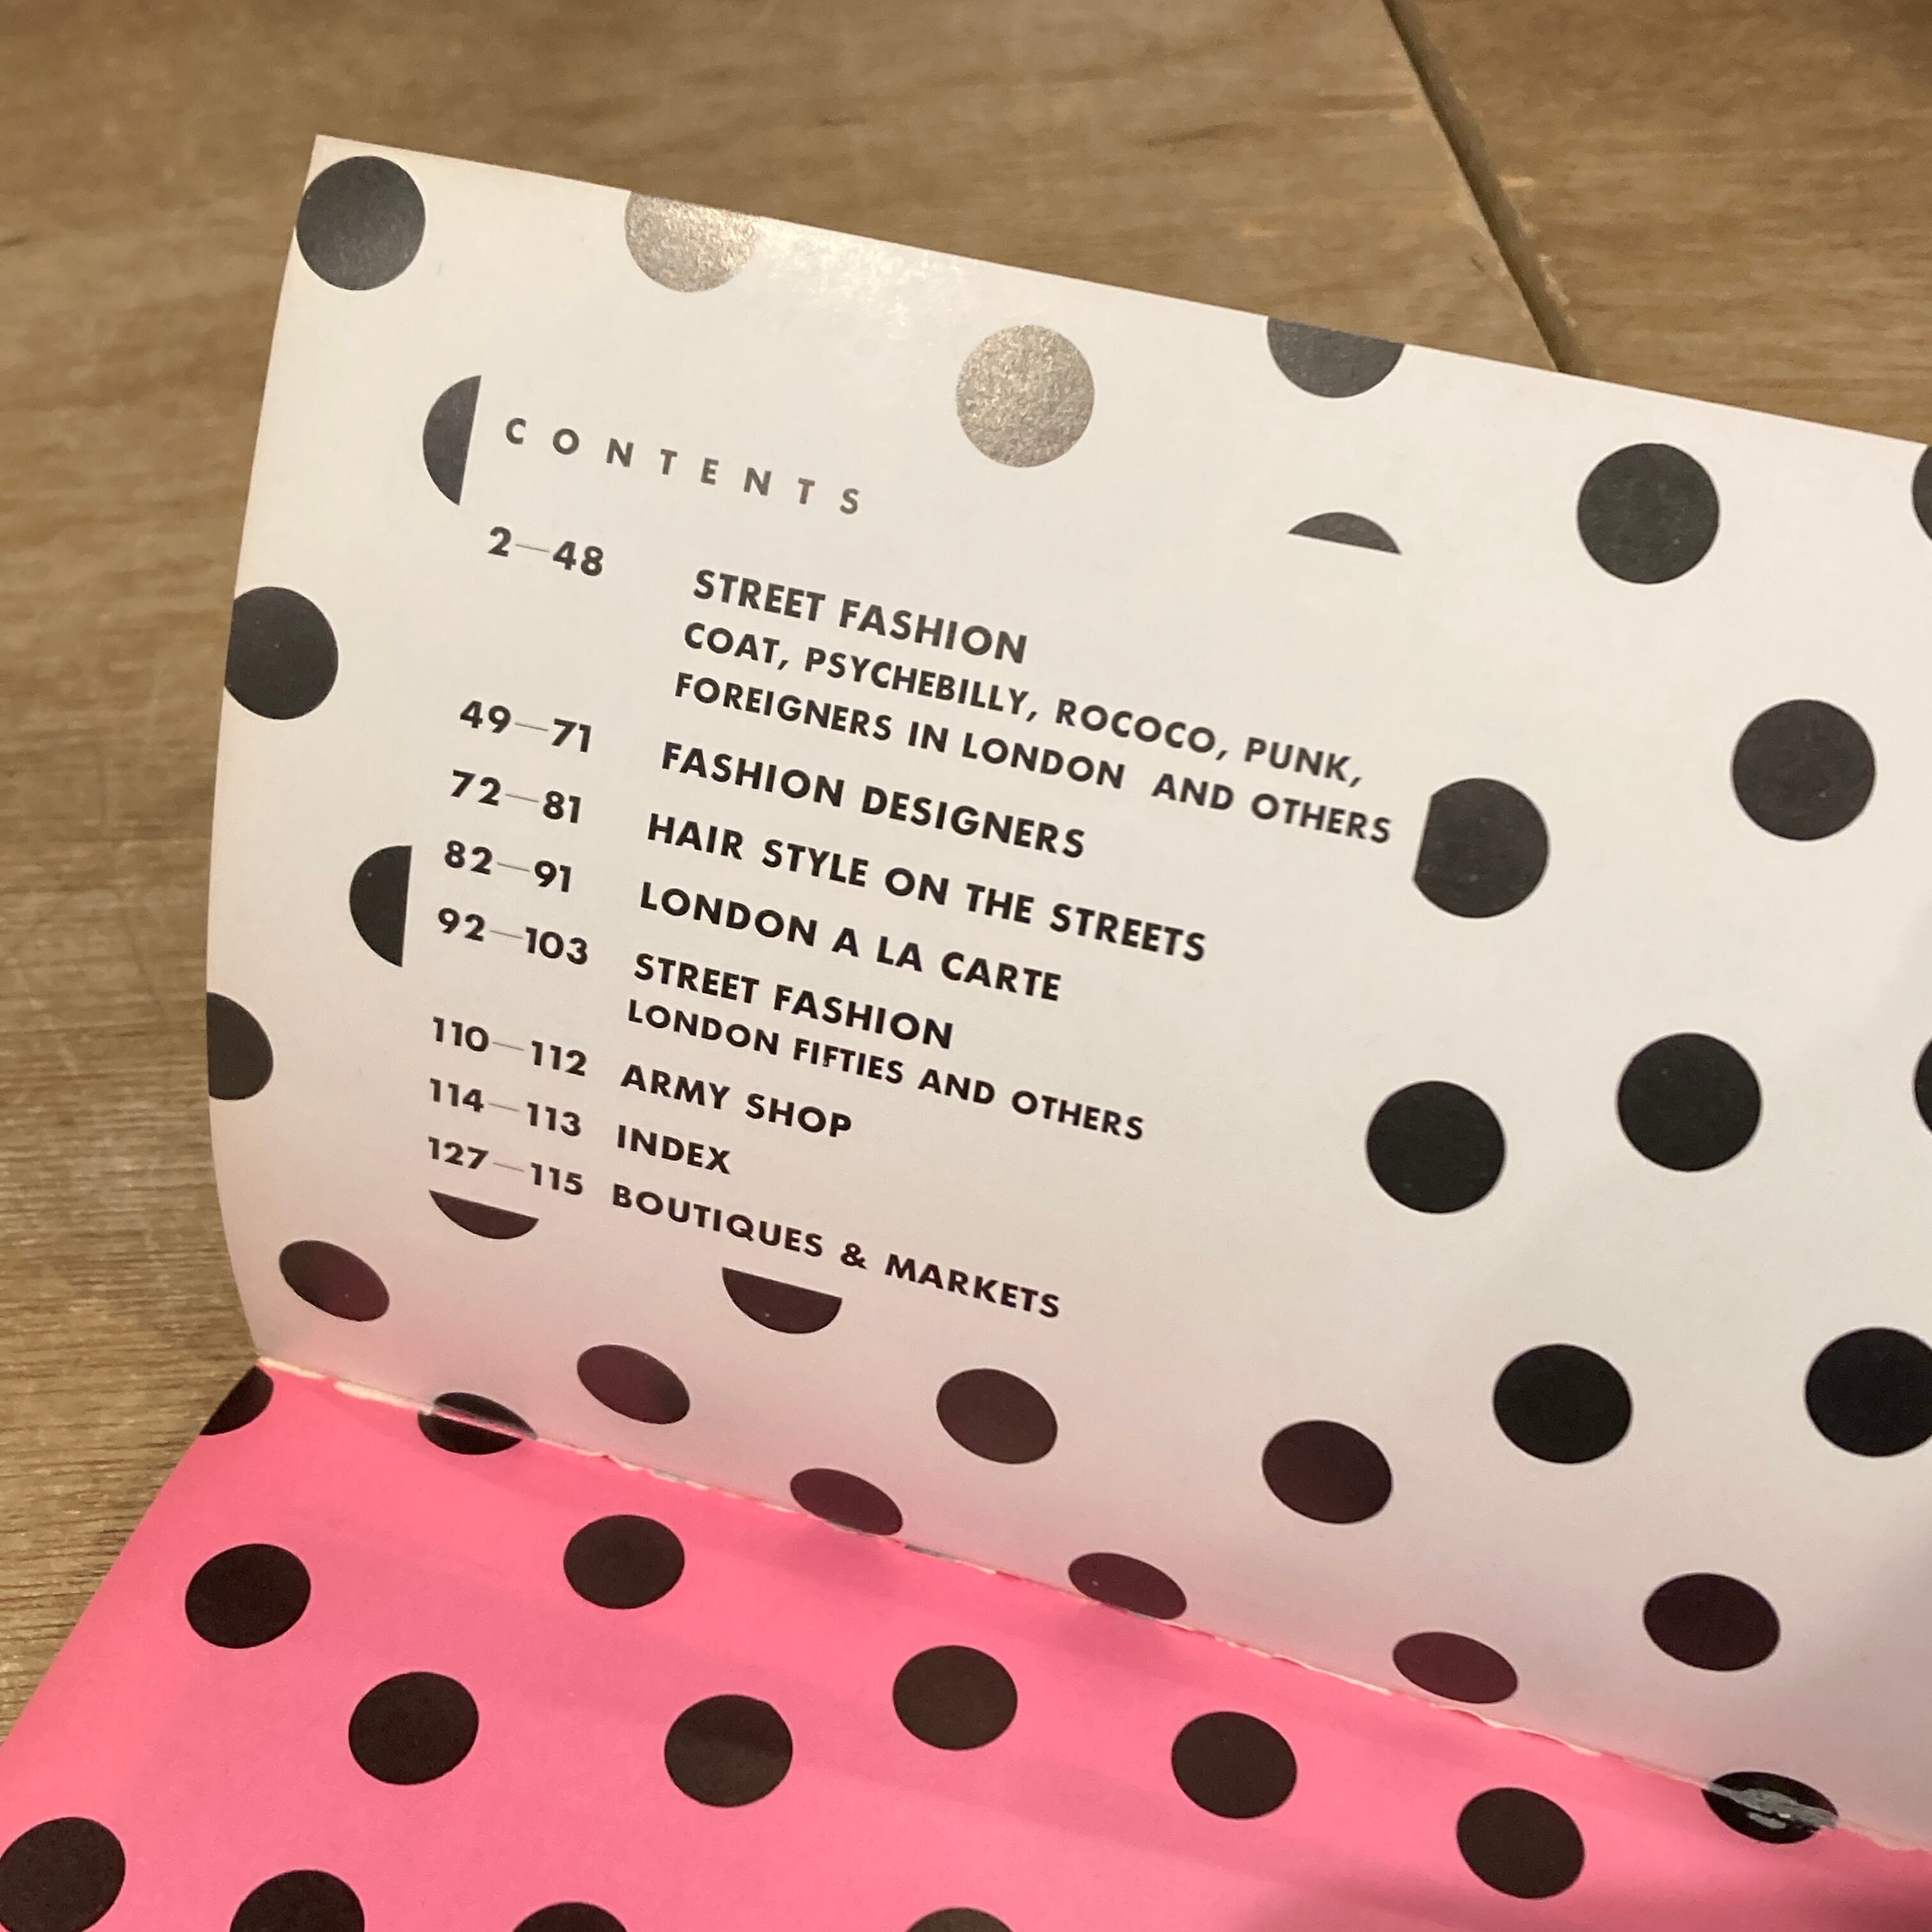 CONTENTS
2—48 STREET FASHION
COAT, PSYCHEBILLY, ROCOCO, PUNK,
FOREIGNERS IN LONDON AND OTHERS
49—71 FASHION DESIGNERS
72—81 HAIR STYLE ON THE STREETS
82—91 LONDON A LA CARTE
92—103 STREET FASHION
LONDON FIFTIES AND OTHERS
110—112 ARMY SHOP
114—113 INDEX
127—115 BOUTIQUES & MARKETS